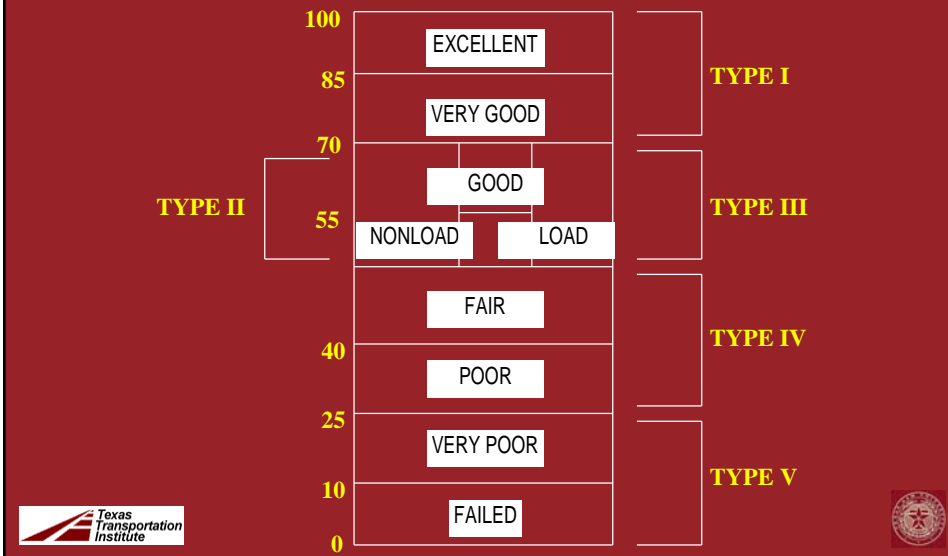 100
EXCELLENT
85
TYPE I
VERY GOOD
70
GOOD
TYPE II
TYPE III
55
NONLOAD
LOAD
FAIR
TYPE IV
40
POOR
25
VERY POOR
TYPE V
10
FAILED
0
Texas
Transportation
Institute